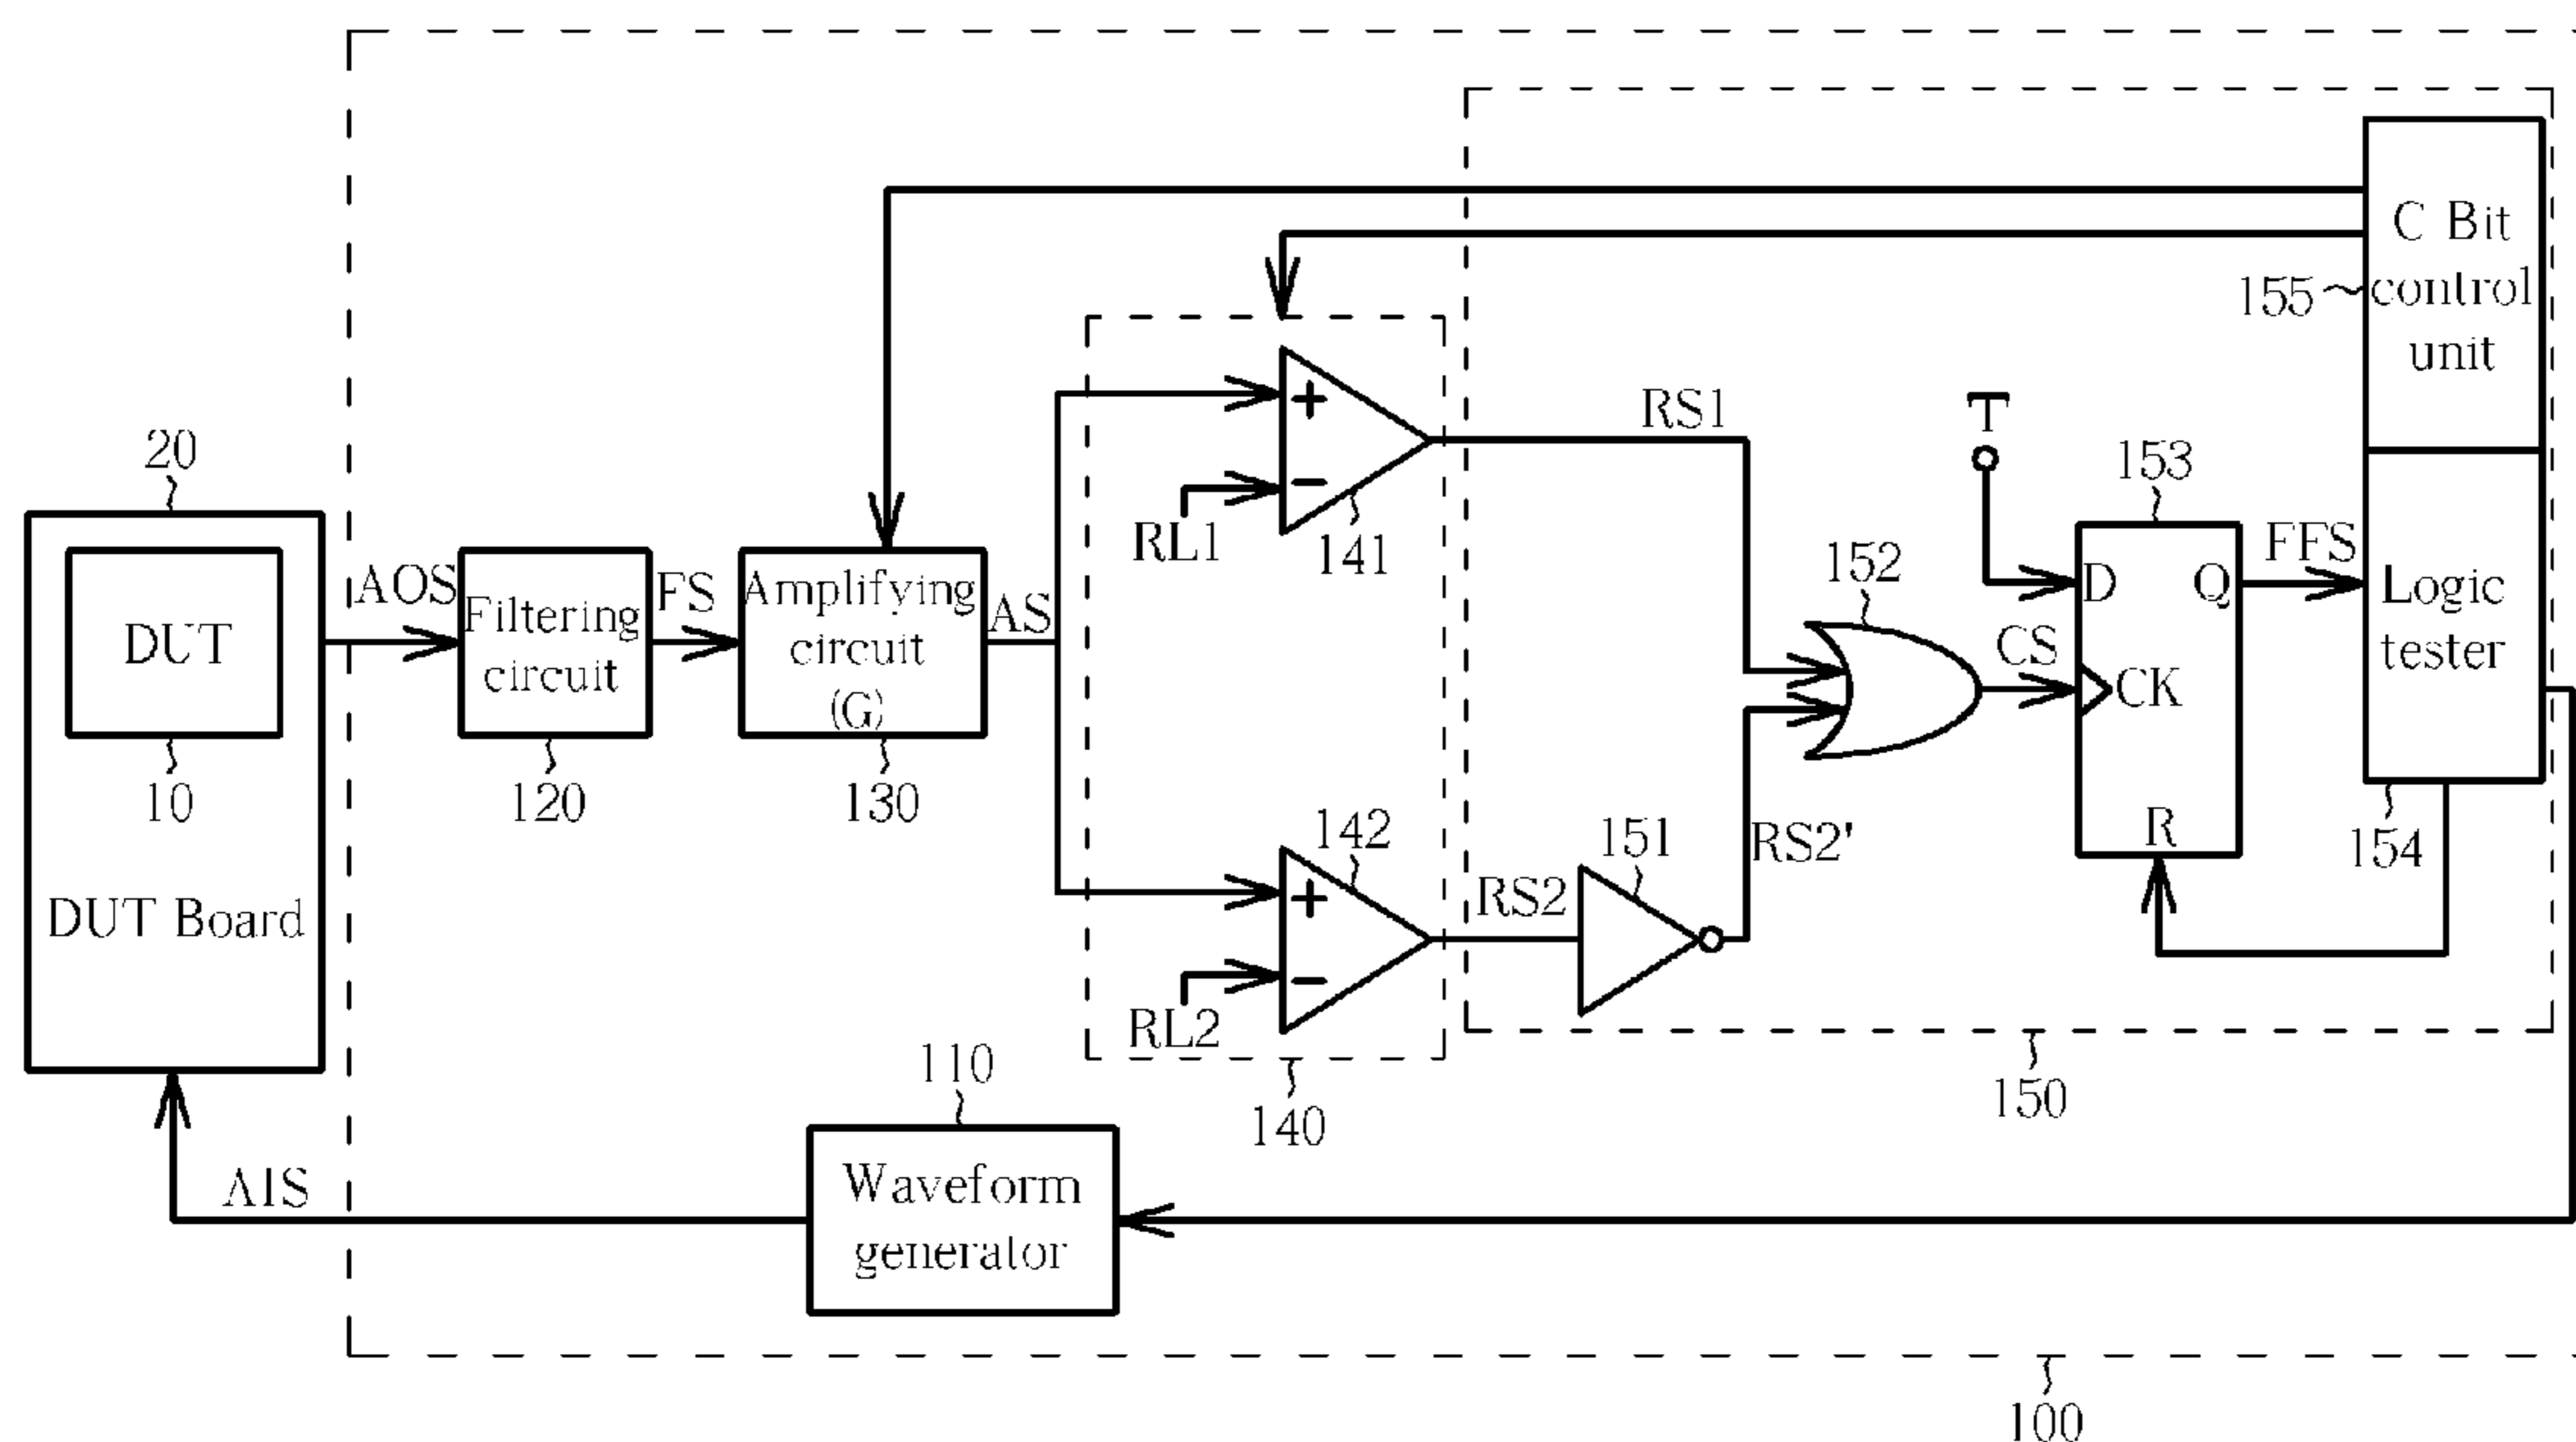 C Bit
control
unit
155
T
153
20
RS1
FFS
141
RL1
152
AOS
FS
Amplifying
circuit
(G)
AS
Filtering
circuit
DUT
D
Q
Logic
tester
CS
CK
10
120
130
142
151
RS2'
R
154
RS2
DUT Board
RL2
110
140
150
AIS
Waveform
generator
100
+
−
+
−